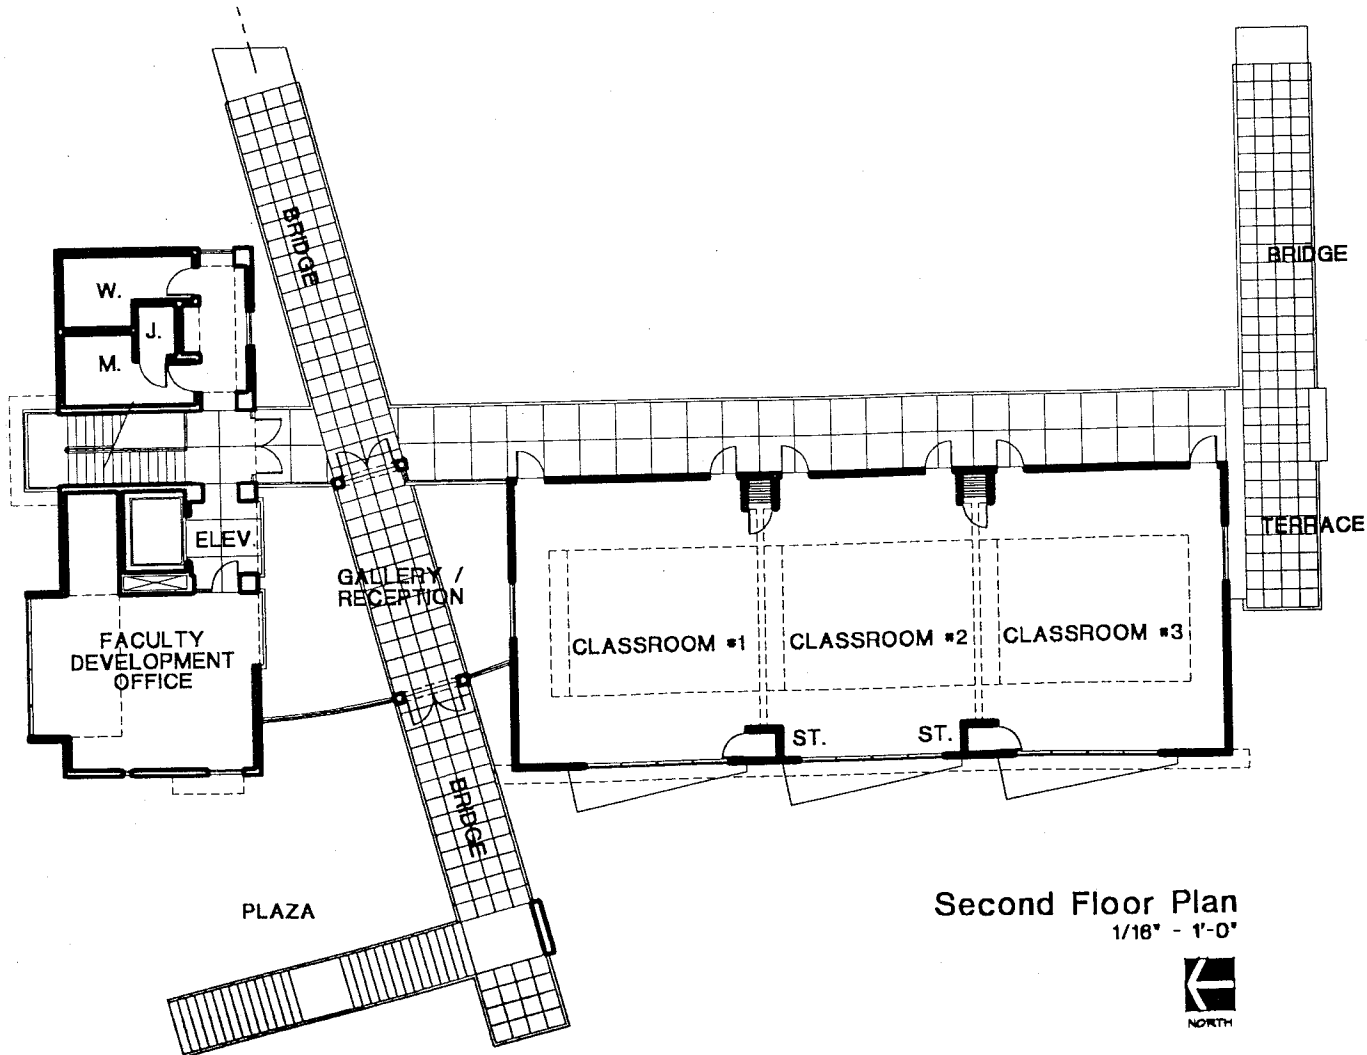 BRIDGE
BRIDGE
W.
J.
M.
ELEV.
TERRACE
GALLERY /
RECEPTION
FACULTY
DEVELOPMENT
OFFICE
CLASSROOM #1
CLASSROOM #2
CLASSROOM #3
ST.
ST.
BRIDGE
PLAZA
Second Floor Plan
1/16" - 1'-0"
NORTH